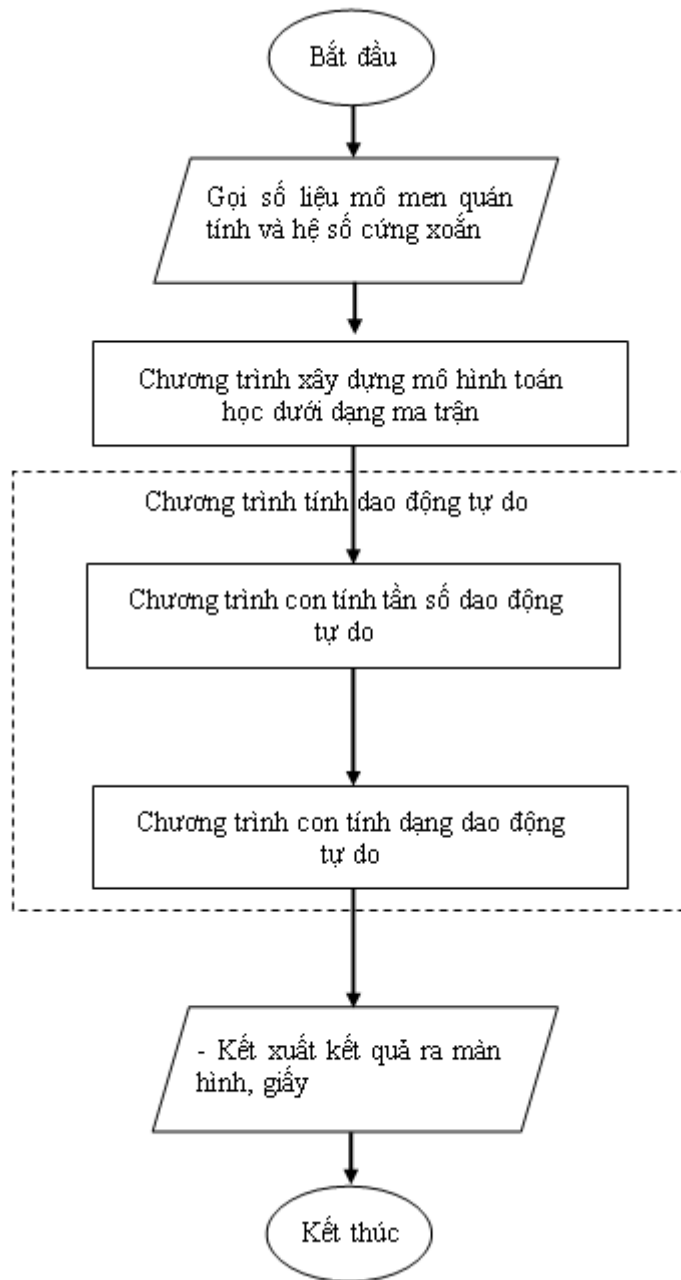 Bắt đầu
Gọi số liệu mô men quán
tính và hệ số cứng xoắn
Chương trình xây dựng mô hình toán
học dưới dạng ma trận
Chương trình tính dao động tự do
Chương trình con tính tần số dao động
tự do
Chương trình con tính dạng dao động
tự do
- Kết xuất kết quả ra màn
hình, giấy
Kết thúc